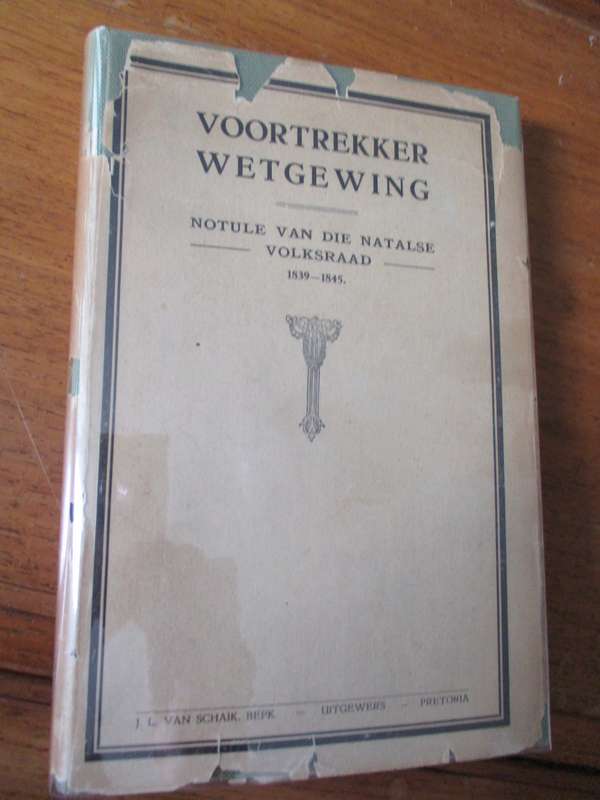 VOORTREKKER
WETGEWING
NOTULE VAN DIE NATALSE
VOLKSRAAD
1839—1845.
J. L. VAN SCHAIK, BEPK. — UITGEWERS — PRETORIA